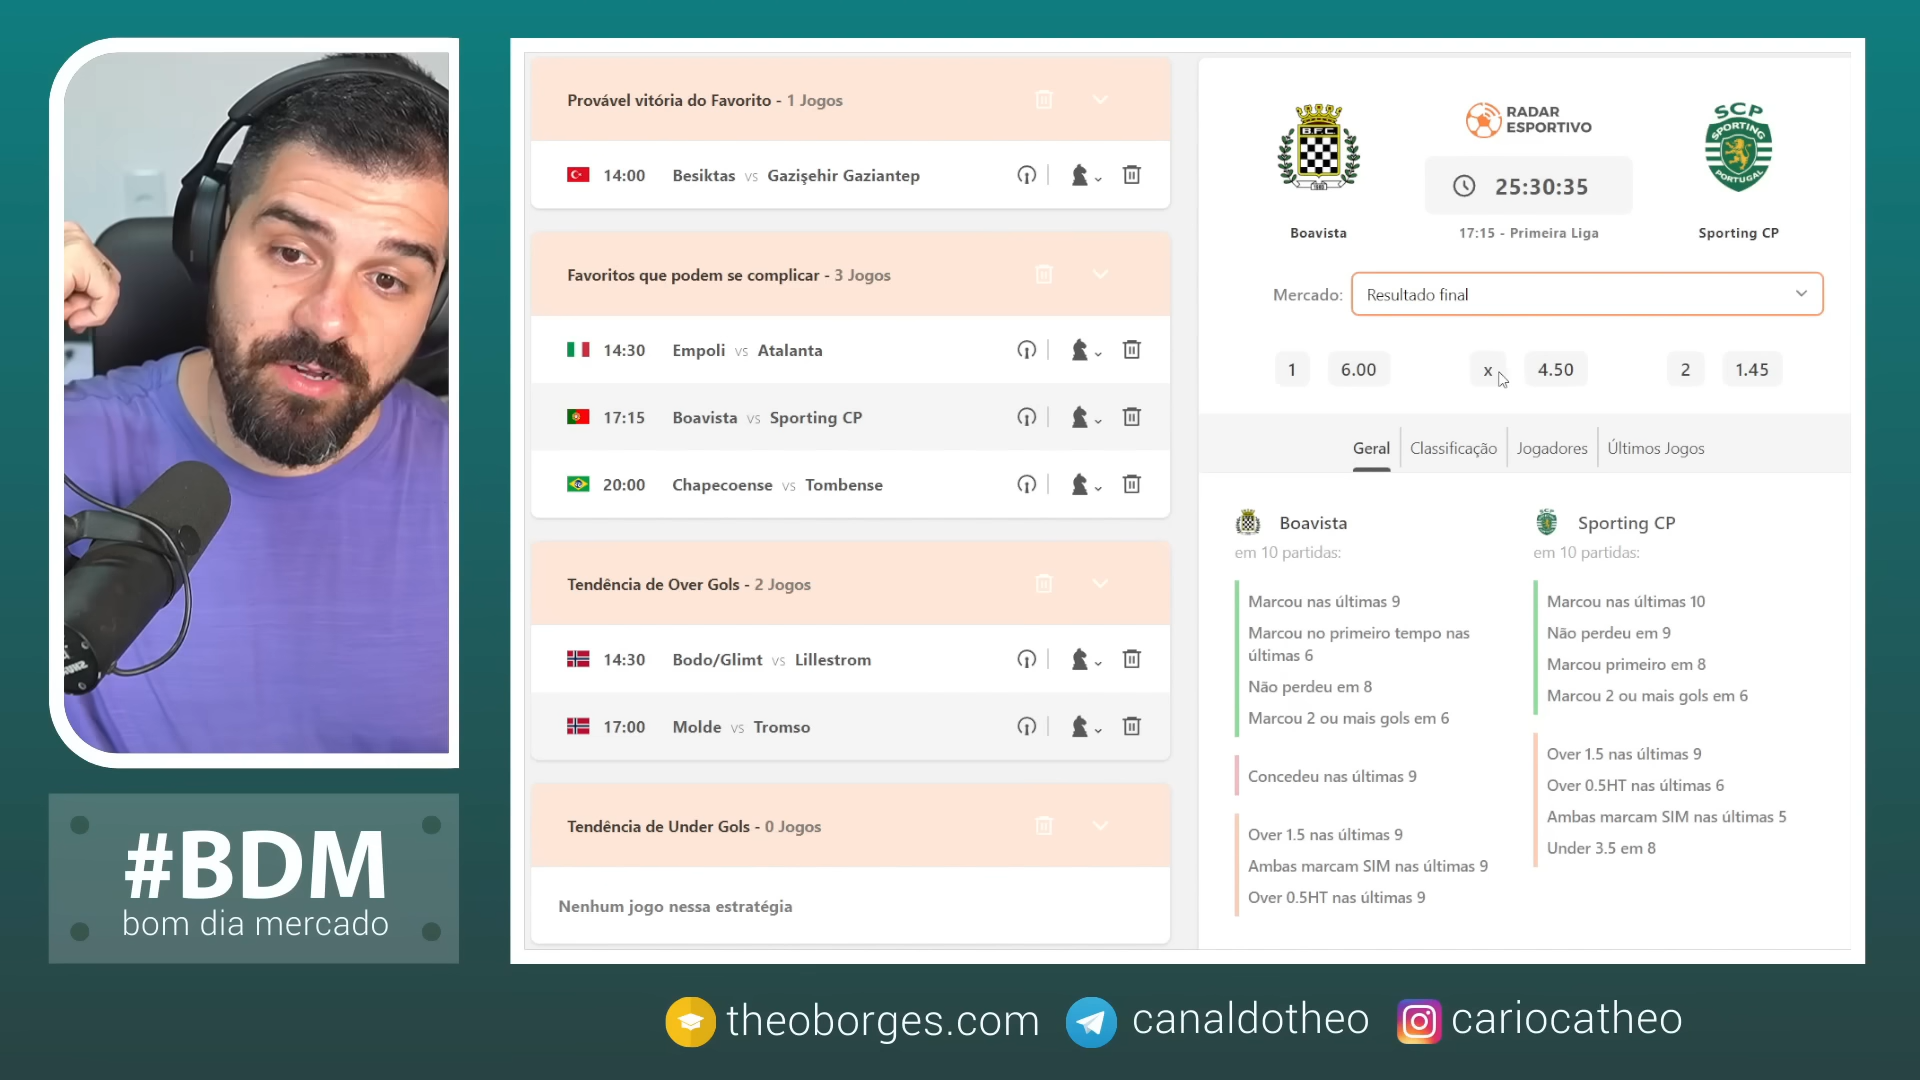 #BDM
bom dia mercado
Provável vitória do Favorito - 1 Jogos
14:00 Besiktas vs Gazişehir Gaziantep
Favoritos que podem se complicar - 3 Jogos
14:30 Empoli vs Atalanta
17:15 Boavista vs Sporting CP
20:00 Chapecoense vs Tombense
Tendência de Over Gols - 2 Jogos
14:30 Bodo/Glimt vs Lillestrom
17:00 Molde vs Tromso
Tendência de Under Gols - 0 Jogos
Nenhum jogo nessa estratégia
B.F.C.
RADAR
ESPORTIVO
SCP
SPORTING
PORTUGAL
25:30:35
Boavista
17:15 - Primeira Liga
Sporting CP
Mercado: Resultado final
1 6.00 x 4.50 2 1.45
Geral Classificação Jogadores Últimos Jogos
Boavista
em 10 partidas:
Marcou nas últimas 9
Marcou no primeiro tempo nas
últimas 6
Não perdeu em 8
Marcou 2 ou mais gols em 6
Concedeu nas últimas 9
Over 1.5 nas últimas 9
Ambas marcam SIM nas últimas 9
Over 0.5HT nas últimas 9
Sporting CP
em 10 partidas:
Marcou nas últimas 10
Não perdeu em 9
Marcou primeiro em 8
Marcou 2 ou mais gols em 6
Over 1.5 nas últimas 9
Over 0.5HT nas últimas 6
Ambas marcam SIM nas últimas 5
Under 3.5 em 8
theoborges.com canaldotheo cariocatheo